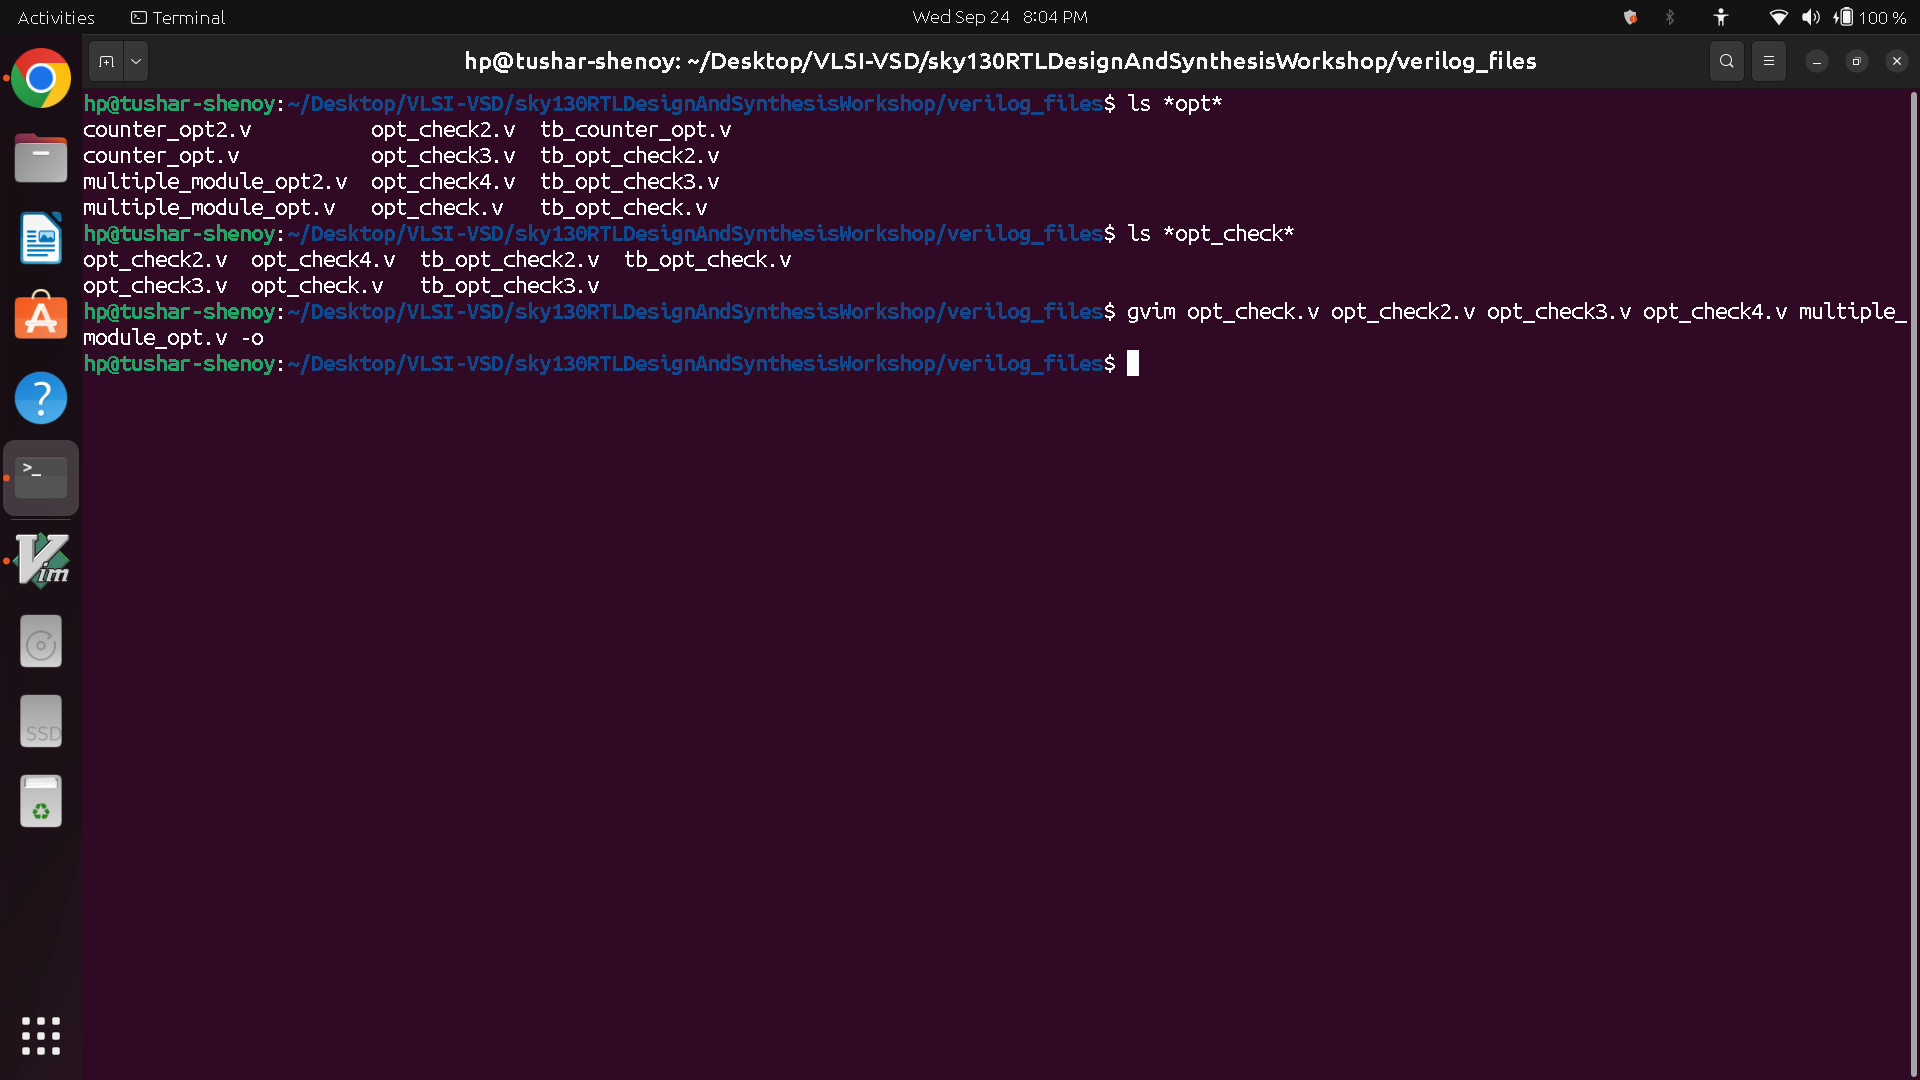 Activities Terminal Wed Sep 24 8:04 PM 100 %
hp@tushar-shenoy: ~/Desktop/VLSI-VSD/sky130RTLDesignAndSynthesisWorkshop/verilog_files
hp@tushar-shenoy:~/Desktop/VLSI-VSD/sky130RTLDesignAndSynthesisWorkshop/verilog_files$ ls *opt*
counter_opt2.v opt_check2.v tb_counter_opt.v
counter_opt.v opt_check3.v tb_opt_check2.v
multiple_module_opt2.v opt_check4.v tb_opt_check3.v
multiple_module_opt.v opt_check.v tb_opt_check.v
hp@tushar-shenoy:~/Desktop/VLSI-VSD/sky130RTLDesignAndSynthesisWorkshop/verilog_files$ ls *opt_check*
opt_check2.v opt_check4.v tb_opt_check2.v tb_opt_check.v
opt_check3.v opt_check.v tb_opt_check3.v
hp@tushar-shenoy:~/Desktop/VLSI-VSD/sky130RTLDesignAndSynthesisWorkshop/verilog_files$ gvim opt_check.v opt_check2.v opt_check3.v opt_check4.v multiple_
module_opt.v -o
hp@tushar-shenoy:~/Desktop/VLSI-VSD/sky130RTLDesignAndSynthesisWorkshop/verilog_files$
?
>_
Vim
SSD